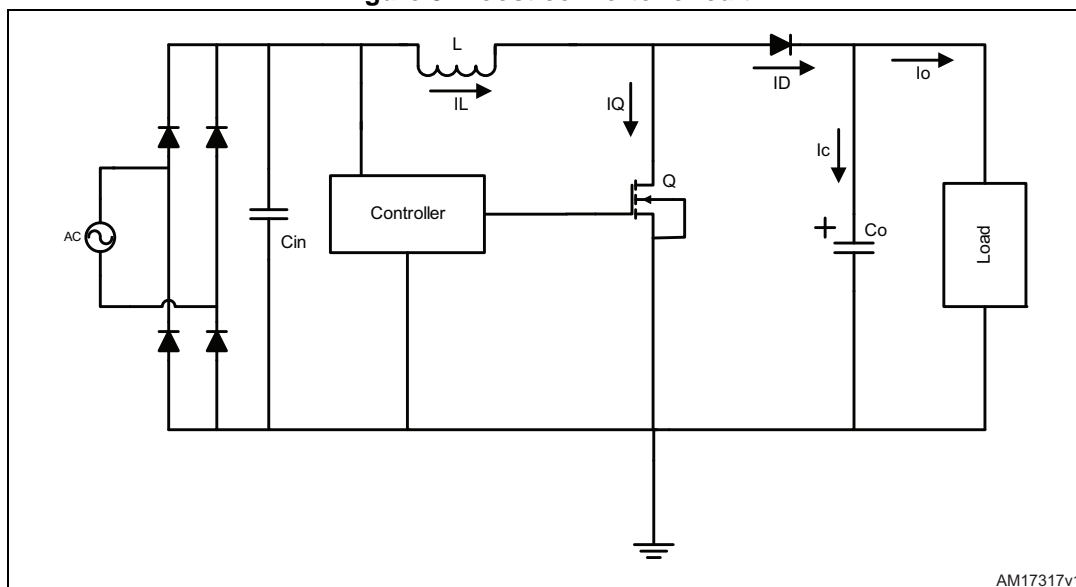 L
IL
IQ
ID
Io
Ic
Q
AC
Cin
Controller
+
Co
Load
AM17317v1